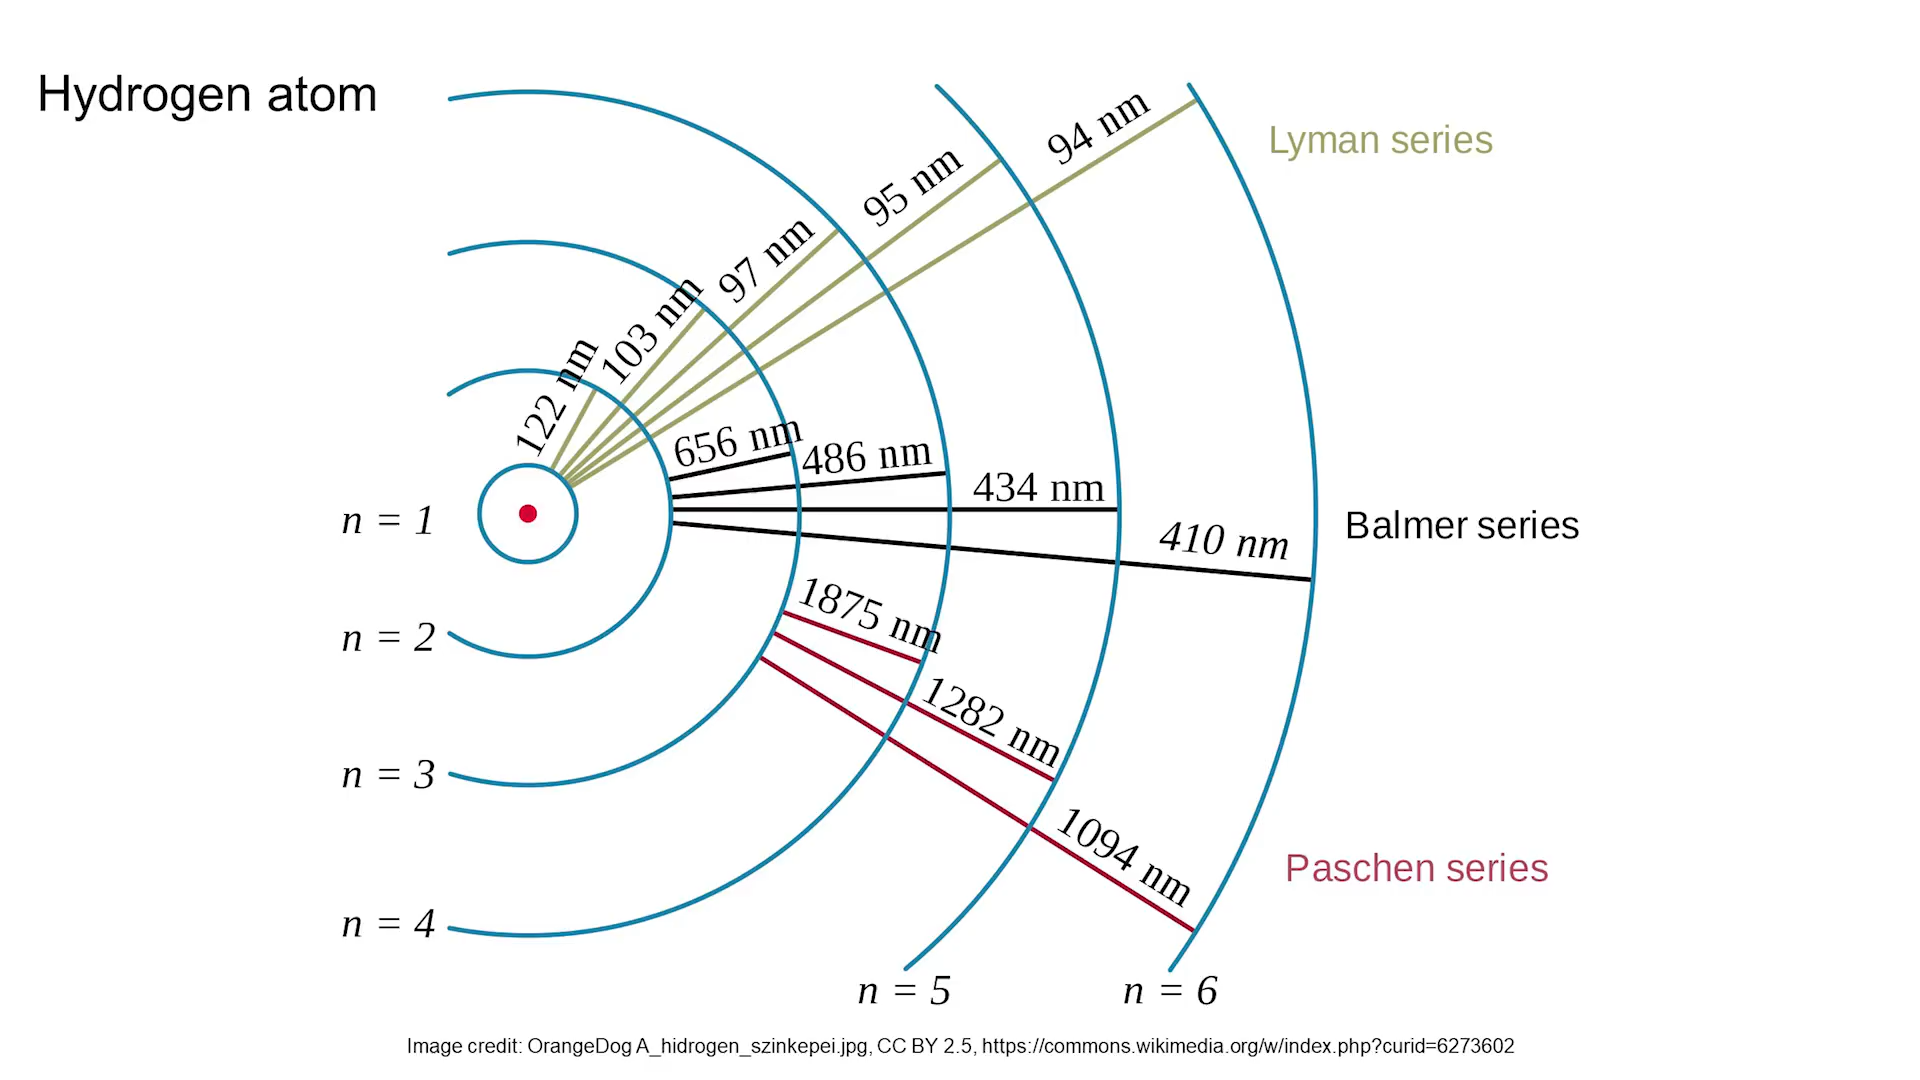 Hydrogen atom
94 nm
Lyman series
95 nm
97 nm
103 nm
122 nm
656 nm
486 nm
434 nm
n = 1
410 nm
Balmer series
1875 nm
n = 2
1282 nm
n = 3
1094 nm
Paschen series
n = 4
n = 5
n = 6
Image credit: OrangeDog A_hidrogen_szinkepei.jpg, CC BY 2.5, https://commons.wikimedia.org/w/index.php?curid=6273602